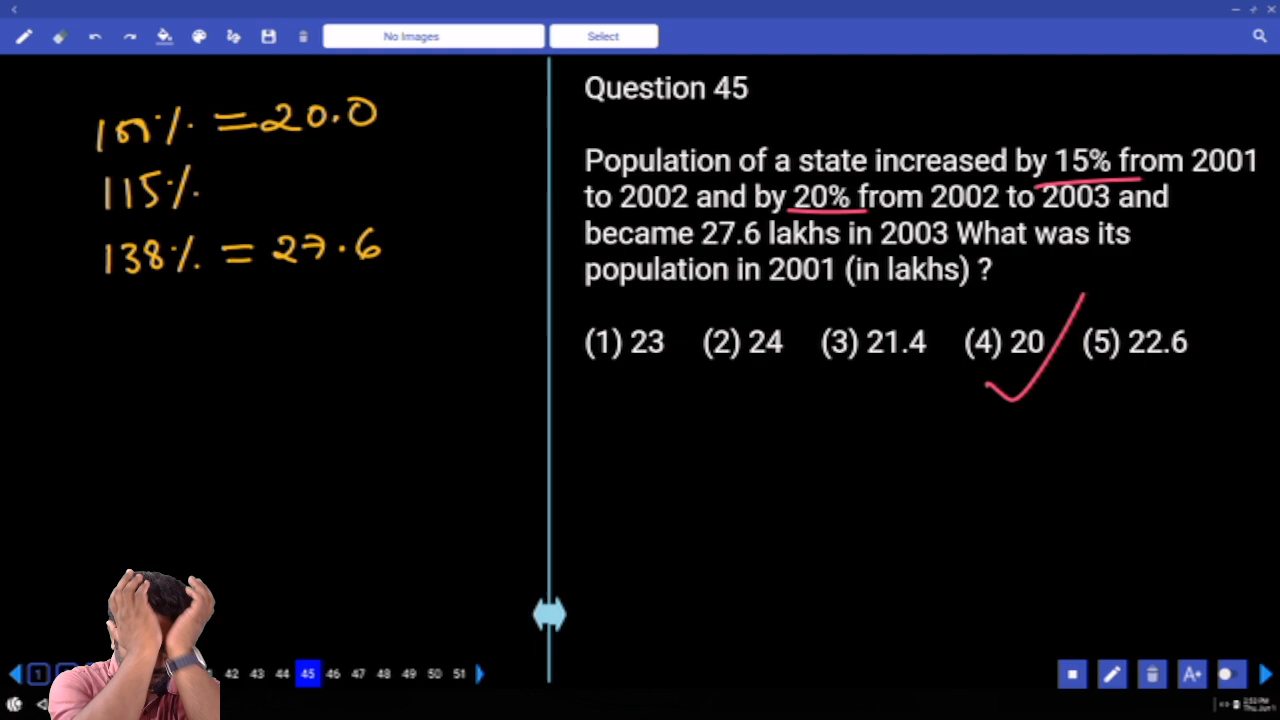 No Images
Select
100% = 20.0
115%
138% = 27.6
Question 45
Population of a state increased by 15% from 2001
to 2002 and by 20% from 2002 to 2003 and
became 27.6 lakhs in 2003 What was its
population in 2001 (in lakhs) ?
(1) 23 (2) 24 (3) 21.4 (4) 20 (5) 22.6
1 42 43 44 45 46 47 48 49 50 51
A+